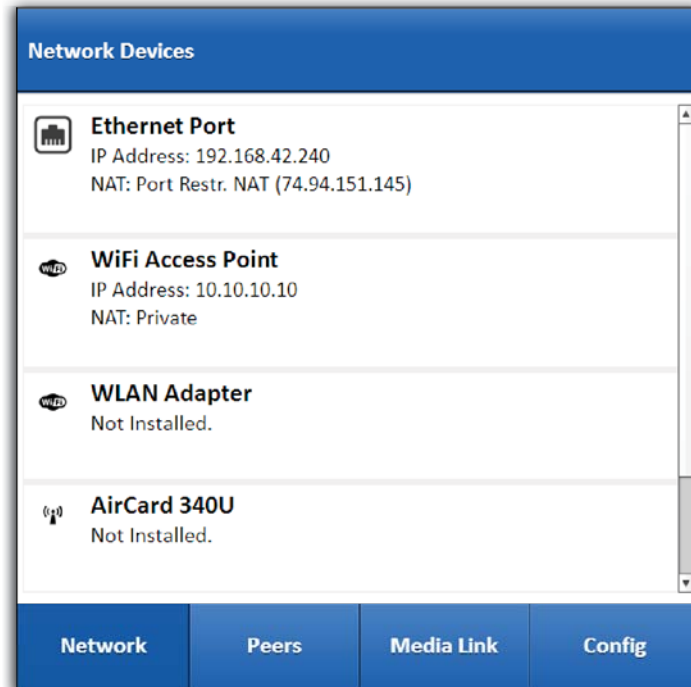 Network Devices
Ethernet Port
IP Address: 192.168.42.240
NAT: Port Restr. NAT (74.94.151.145)
WiFi
WiFi Access Point
IP Address: 10.10.10.10
NAT: Private
WiFi
WLAN Adapter
Not Installed.
AirCard 340U
Not Installed.
Network
Peers
Media Link
Config